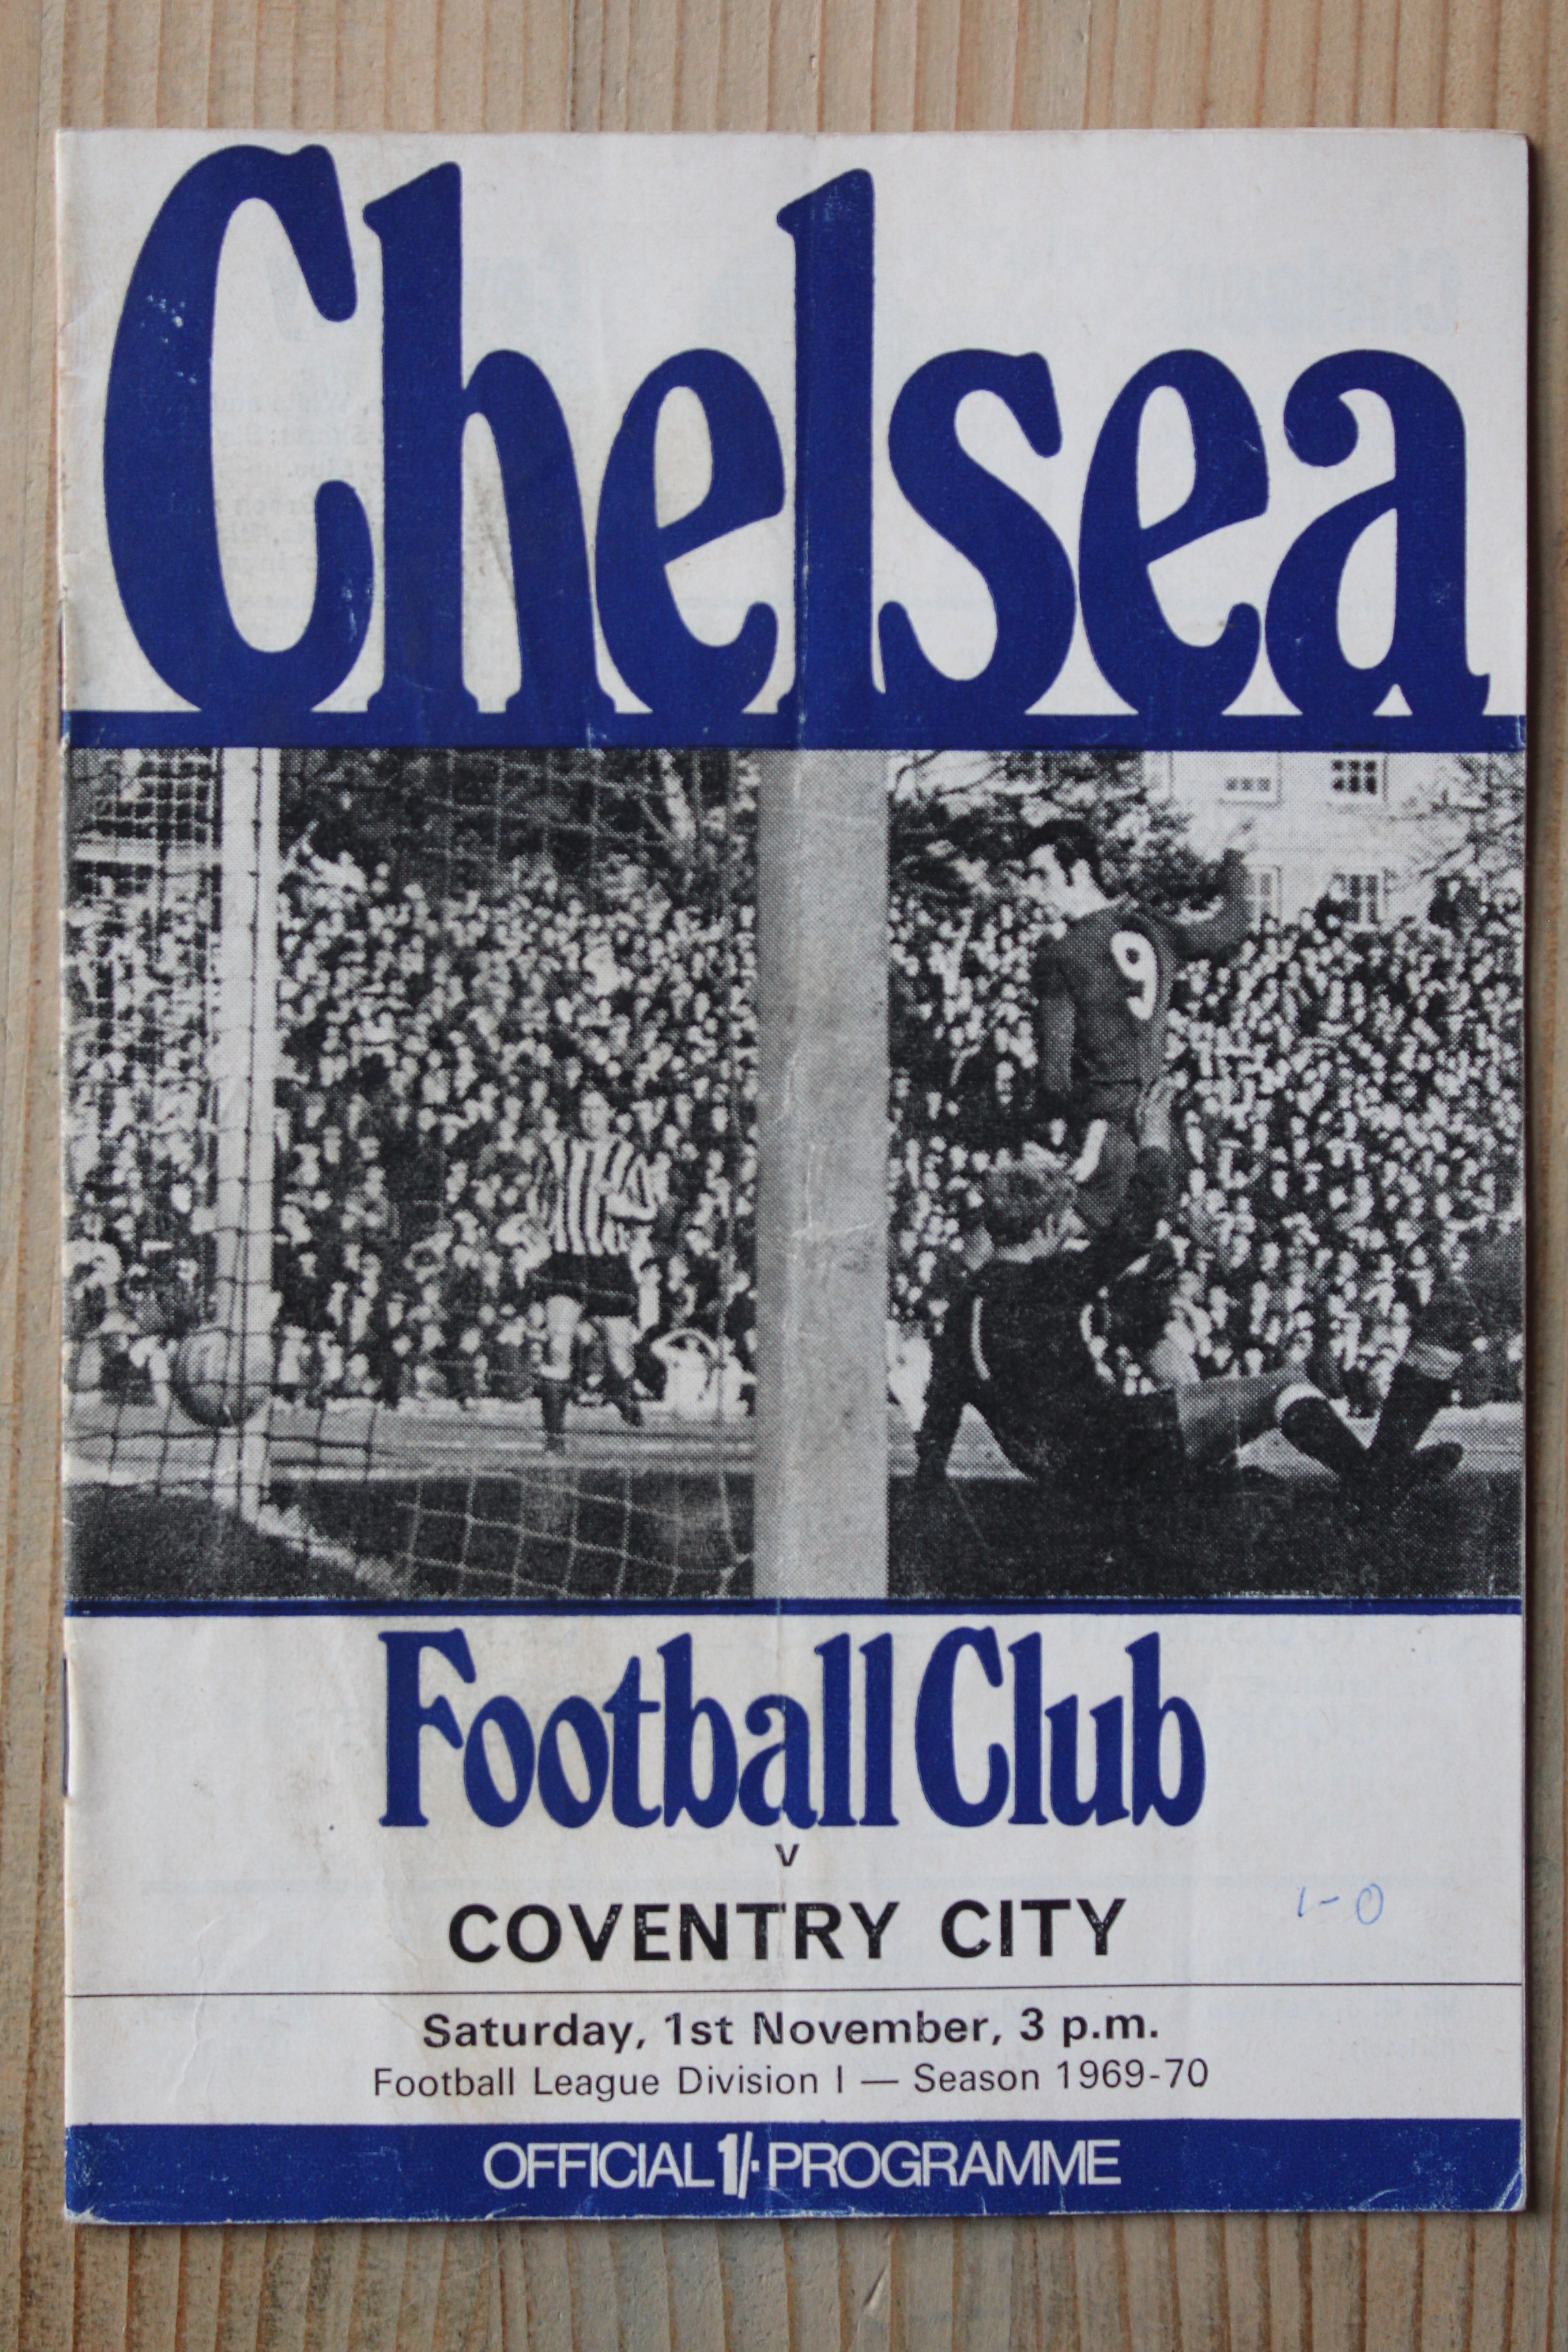 Chelsea
9
Football Club
v
COVENTRY CITY
1-0
Saturday, 1st November, 3 p.m.
Football League Division I — Season 1969-70
OFFICIAL 1/- PROGRAMME